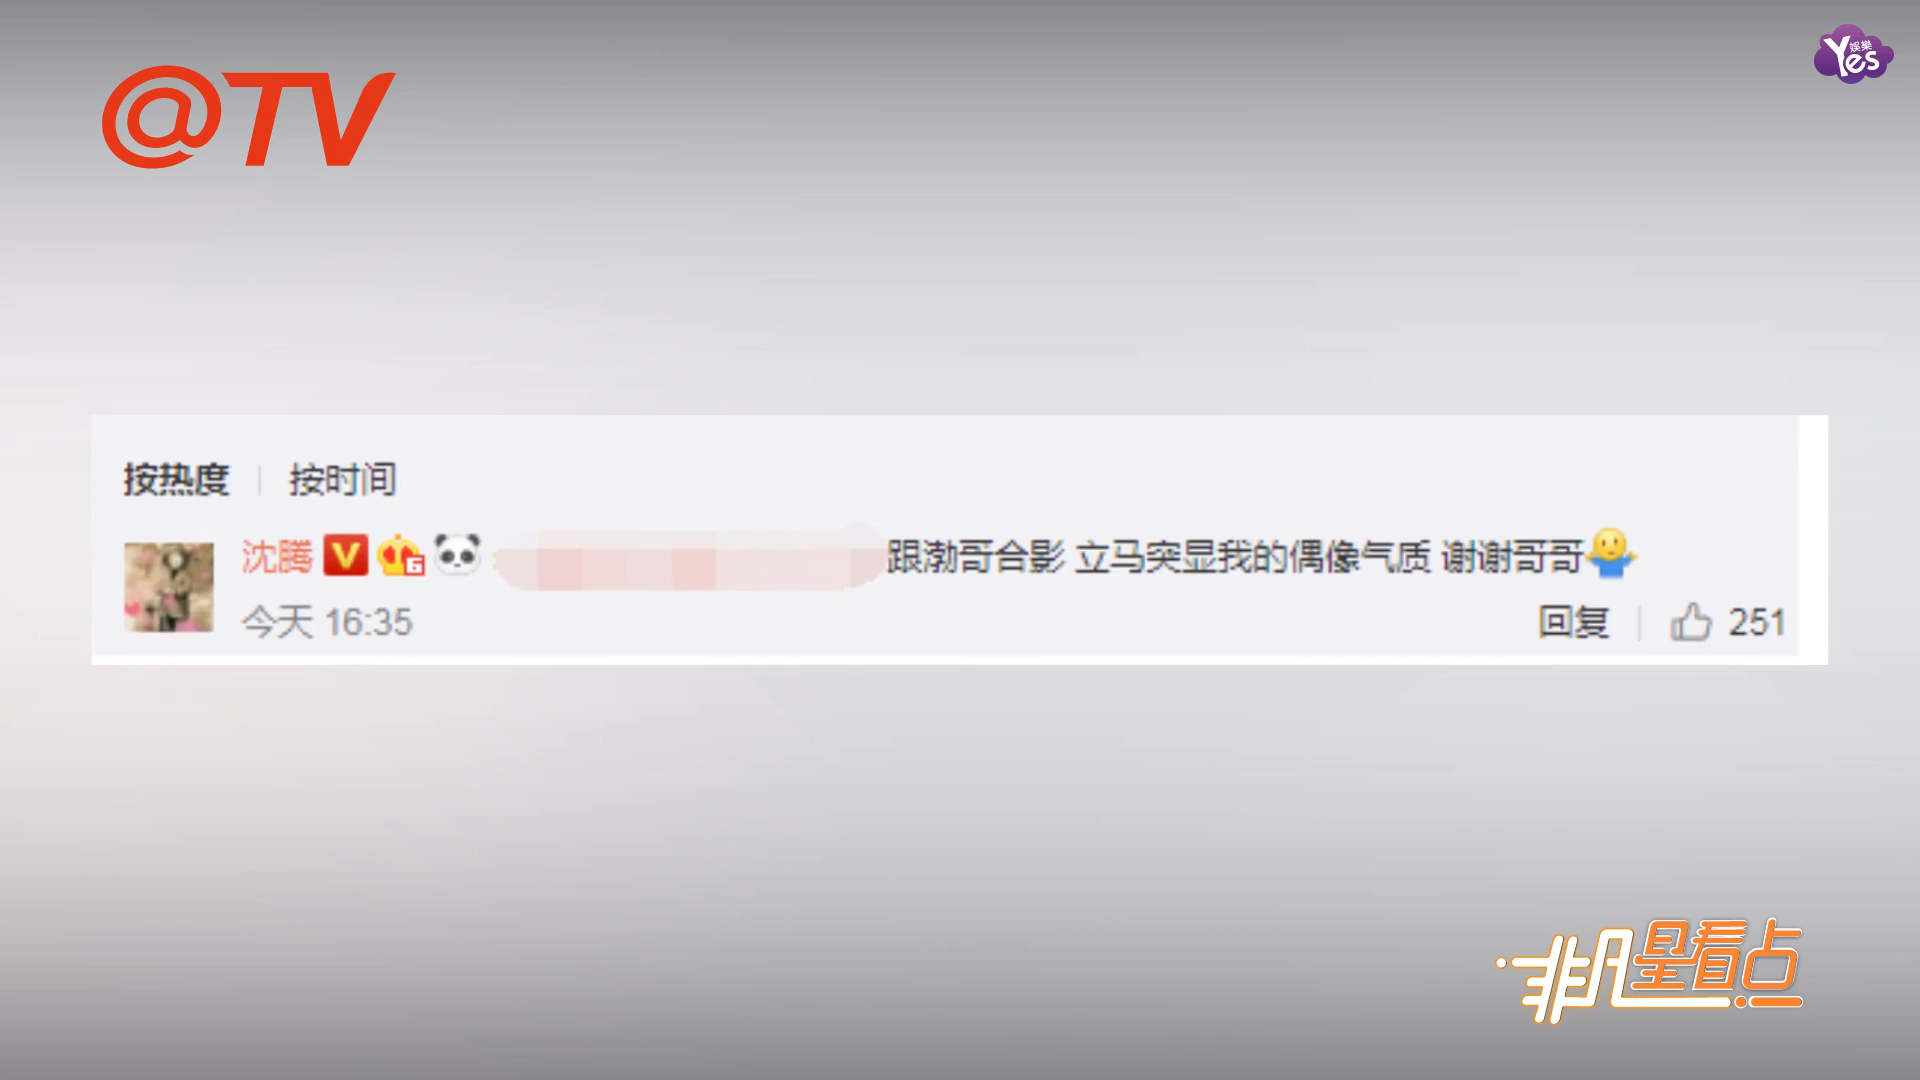 @TV
Yes 娱樂
按热度 | 按时间
沈腾 V 6 跟渤哥合影 立马突显我的偶像气质 谢谢哥哥
今天 16:35 回复 | 251
非凡星看点